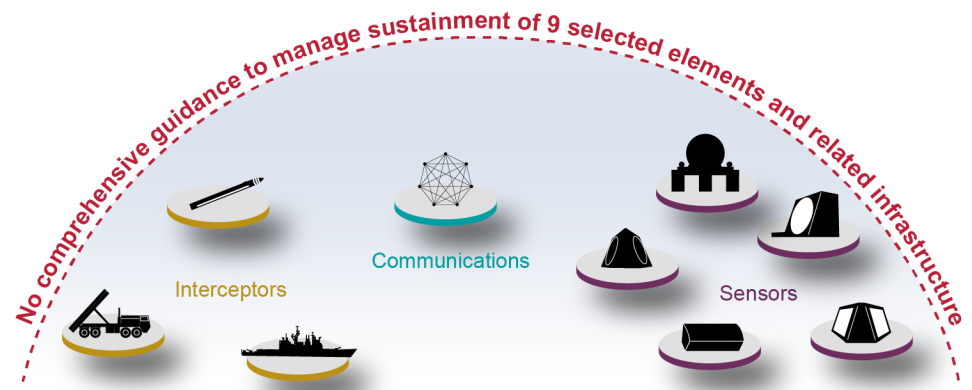 No comprehensive guidance to manage sustainment of 9 selected elements and related infrastructure
Communications
Interceptors
Sensors